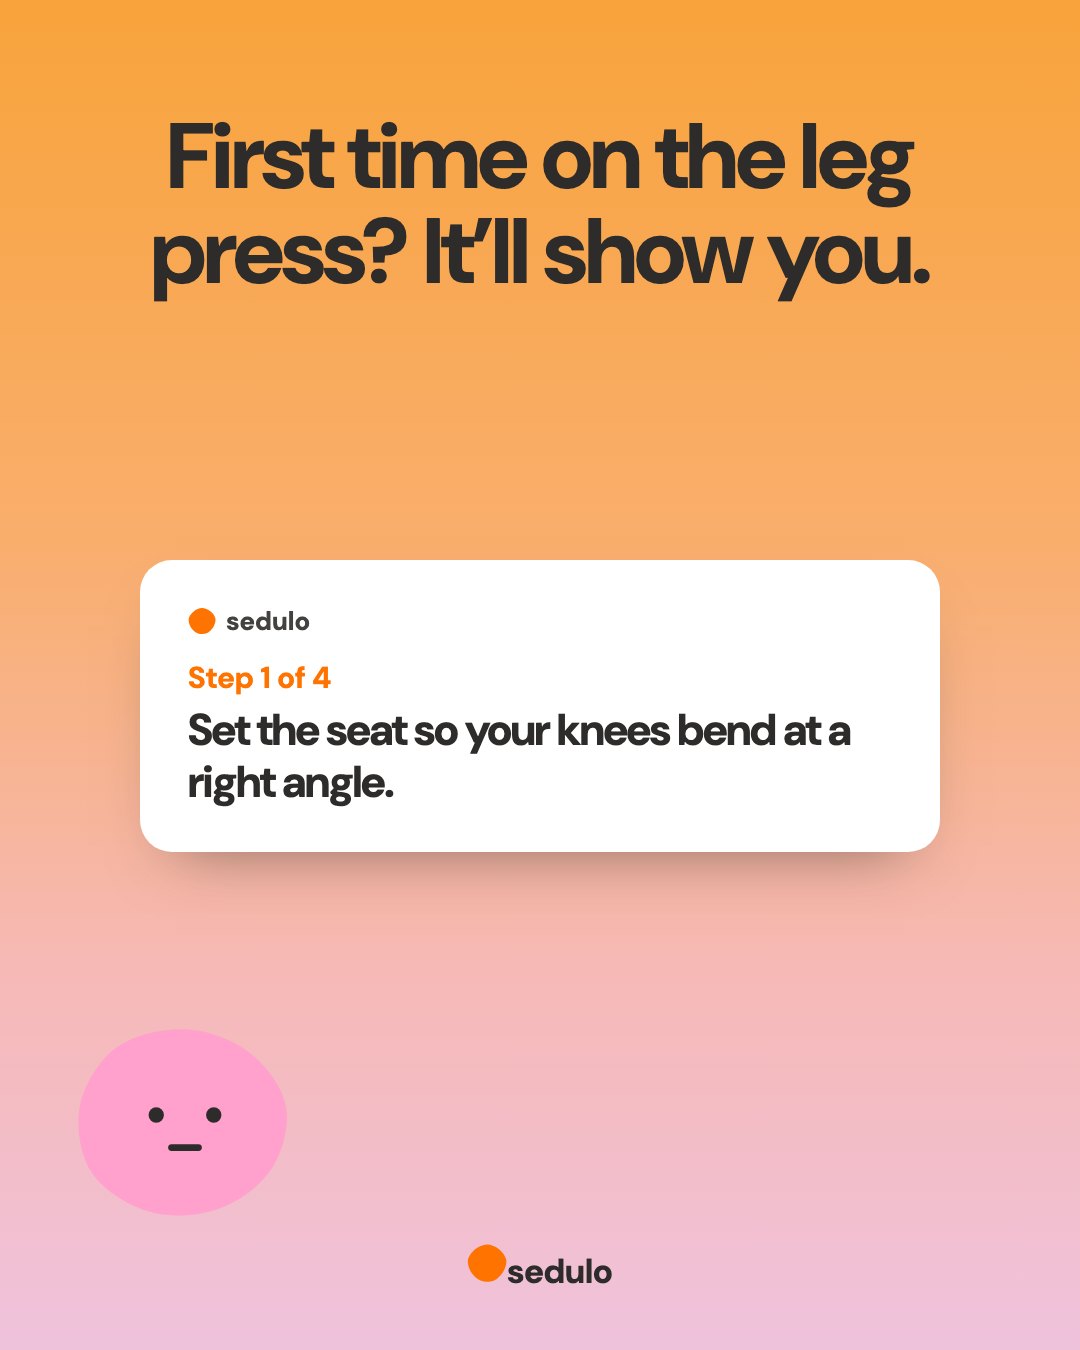 First time on the leg
press? It’ll show you.
sedulo
Step 1 of 4
Set the seat so your knees bend at a
right angle.
sedulo